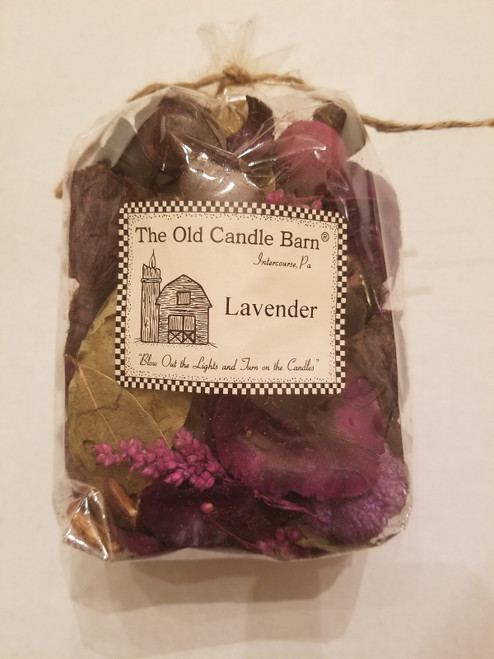 The Old Candle Barn®
Intercourse, Pa
Lavender
"Blow Out the Lights and Turn on the Candles"